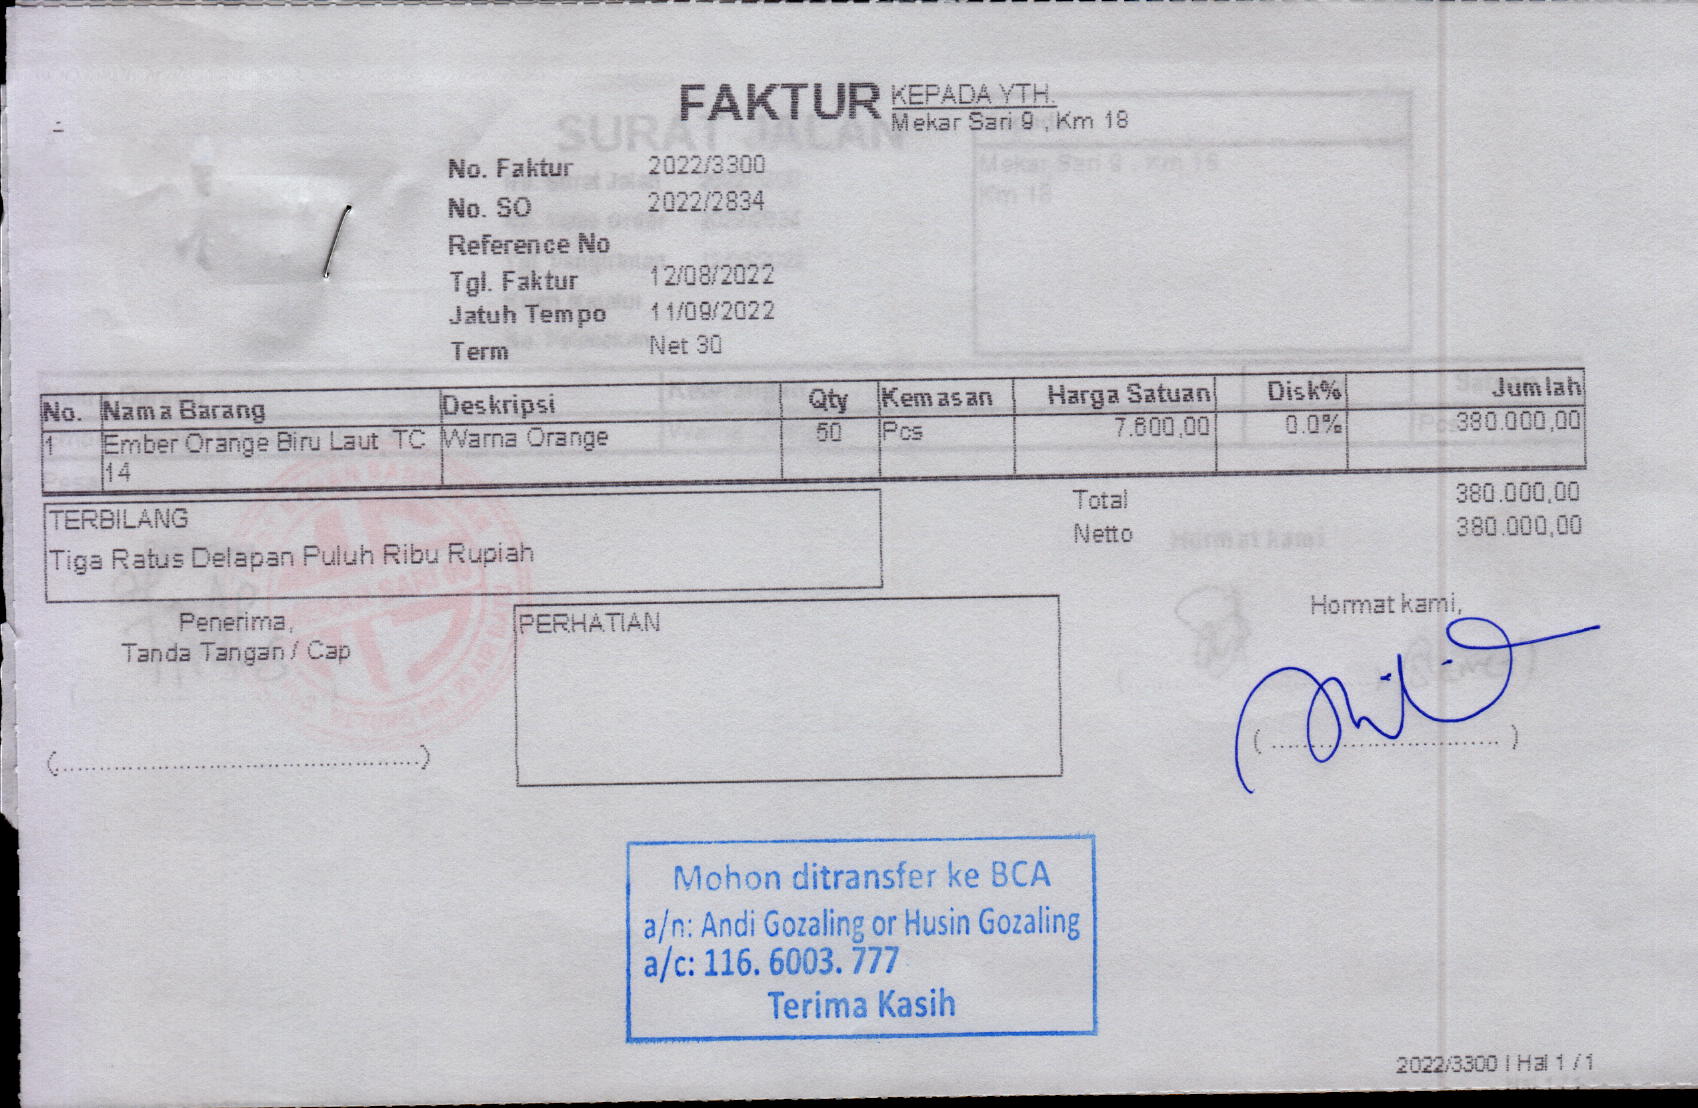 FAKTUR
KEPADA YTH.
Mekar Sari 9 , Km 18
SURAT JALAN
No. Faktur 2022/3300
No. SO 2022/2834
Reference No
Tgl. Faktur 12/08/2022
Jatuh Tempo 11/09/2022
Term Net 30
No. Nama Barang Deskripsi Qty Kemasan Harga Satuan Disk% Jumlah
1 Ember Orange Biru Laut TC Warna Orange 50 Pcs 7.600,00 0.0% 380.000,00
14
Total 380.000,00
Netto 380.000,00
TERBILANG
Tiga Ratus Delapan Puluh Ribu Rupiah
Penerima,
Tanda Tangan / Cap
(..............................................)
PERHATIAN
Hormat kami,
( ................................ )
Mohon ditransfer ke BCA
a/n: Andi Gozaling or Husin Gozaling
a/c: 116. 6003. 777
Terima Kasih
2022/3300 | Hal 1 / 1